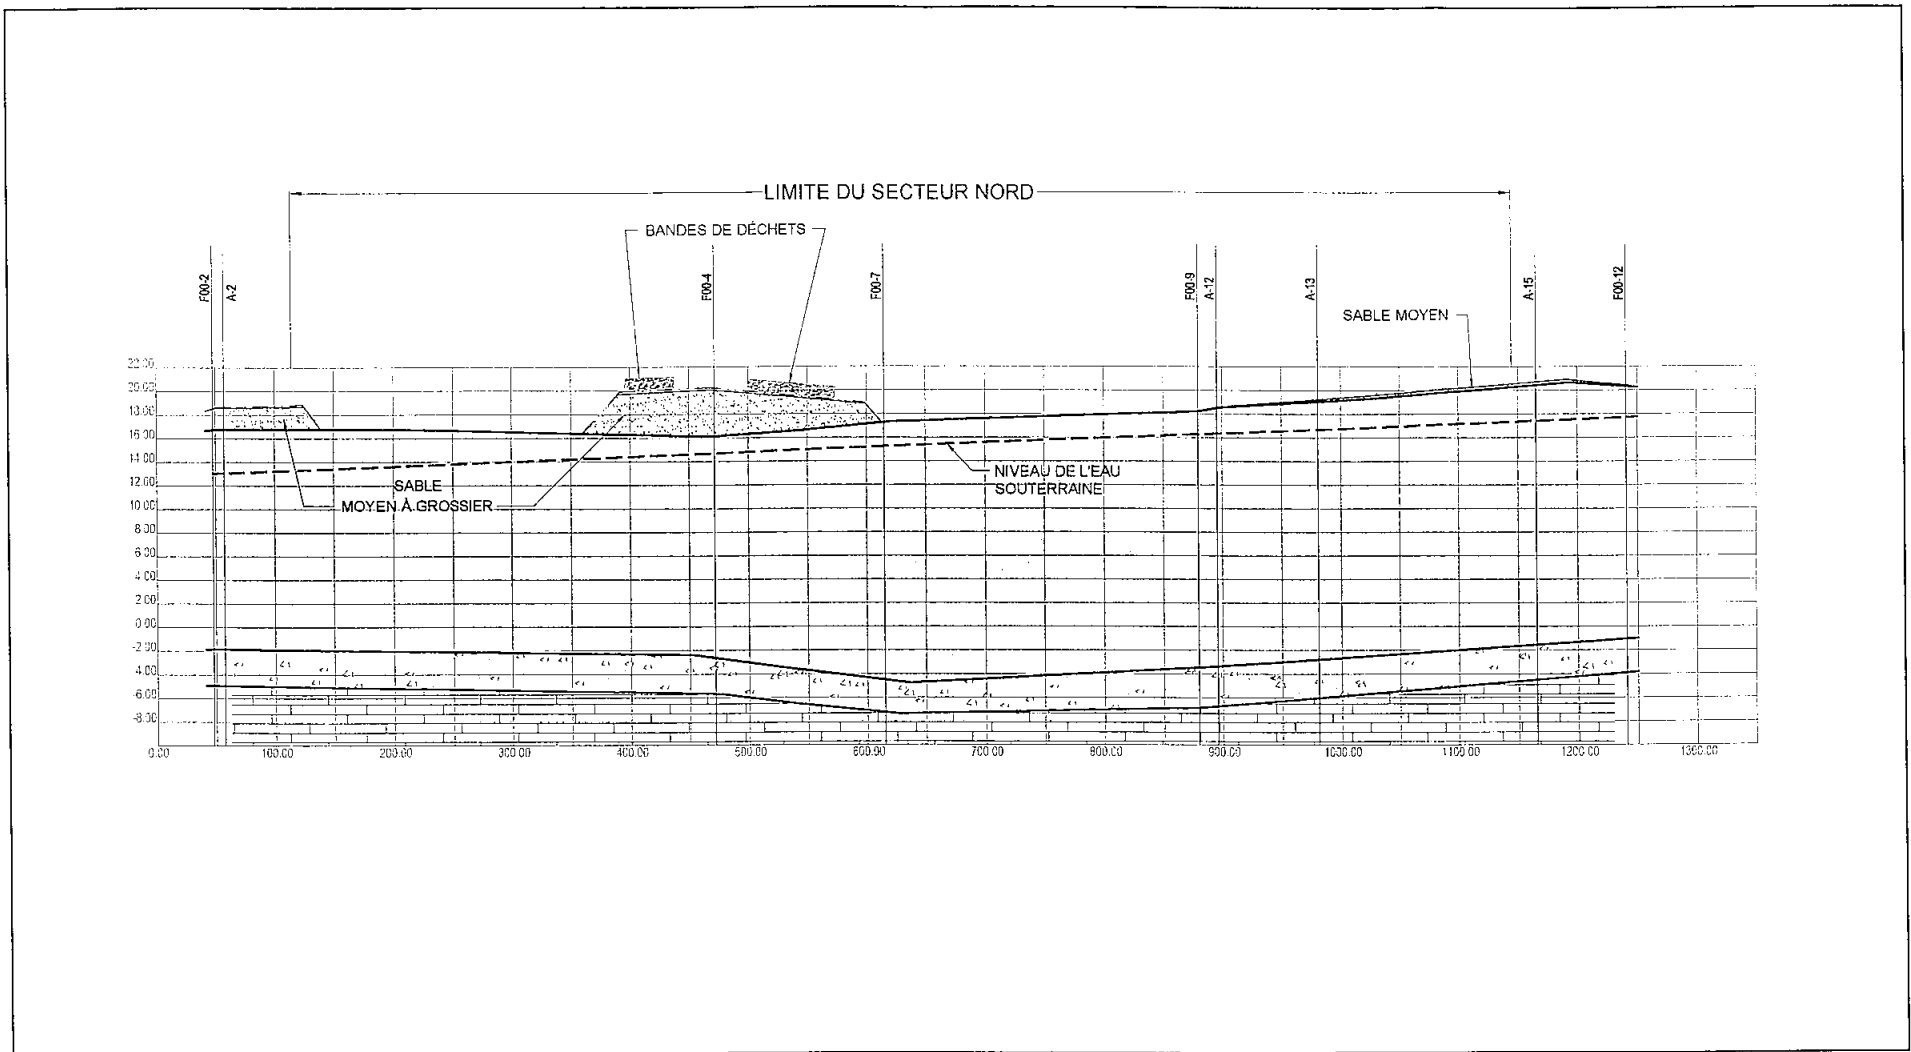 LIMITE DU SECTEUR NORD
BANDES DE DÉCHETS
F00-2
A-2
F00-4
F00-7
F00-9
A-12
A-13
A-15
F00-12
SABLE MOYEN
22.00
20.00
18.00
16.00
14.00
12.00
10.00
8.00
6.00
4.00
2.00
0.00
-2.00
-4.00
-6.00
-8.00
SABLE
MOYEN À GROSSIER
NIVEAU DE L'EAU
SOUTERRAINE
0.00
100.00
200.00
300.00
400.00
500.00
600.00
700.00
800.00
900.00
1000.00
1100.00
1200.00
1300.00